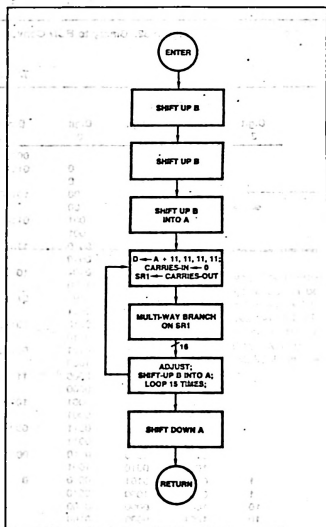 ENTER
SHIFT UP B
SHIFT UP B
SHIFT UP B
INTO A
D ← A + 11, 11, 11, 11;
CARRIES-IN ← 0
SR1 ← CARRIES-OUT
MULTI-WAY BRANCH
ON SR1
16
ADJUST;
SHIFT-UP B INTO A;
LOOP 15 TIMES;
SHIFT DOWN A
RETURN